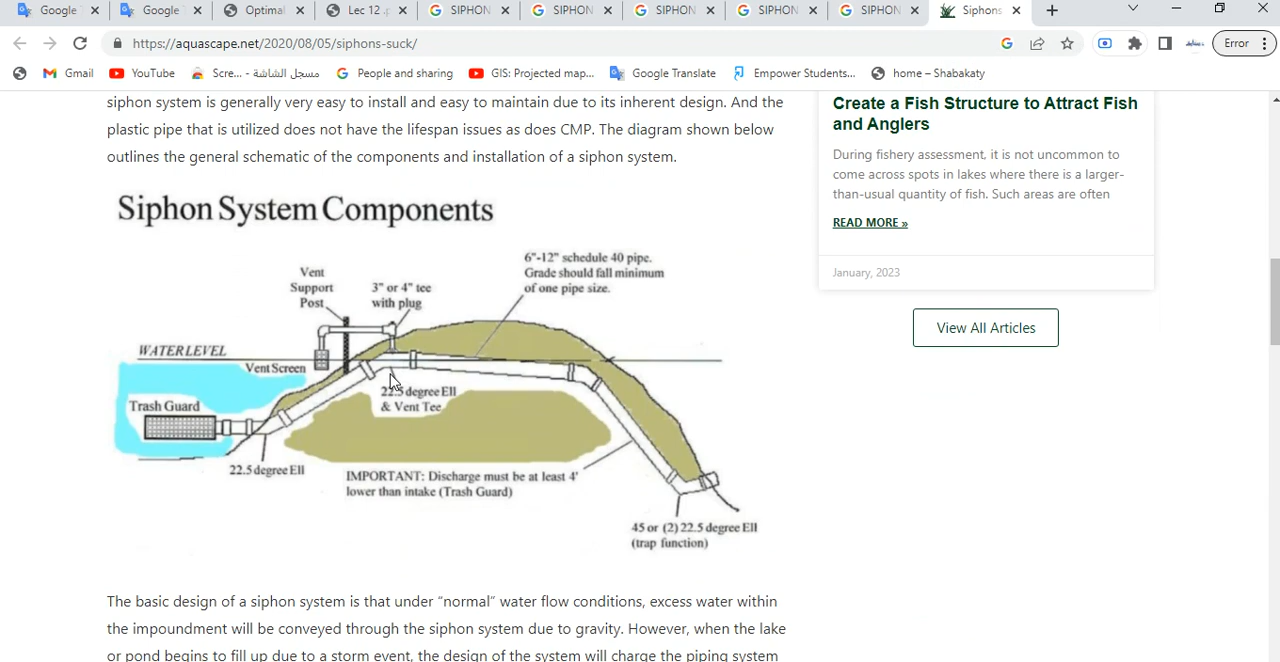 Google
Google
Optimal
Lec 12 .p
SIPHON
SIPHON
SIPHON
SIPHON
SIPHON
Siphons
https://aquascape.net/2020/08/05/siphons-suck/
Error
Gmail
YouTube
Scre... - مسجل الشاشة
People and sharing
GIS: Projected map...
Google Translate
Empower Students...
home – Shabakaty
siphon system is generally very easy to install and easy to maintain due to its inherent design. And the
plastic pipe that is utilized does not have the lifespan issues as does CMP. The diagram shown below
outlines the general schematic of the components and installation of a siphon system.
Siphon System Components
6"-12" schedule 40 pipe.
Grade should fall minimum
of one pipe size.
Vent
Support
Post
3" or 4" tee
with plug
WATER LEVEL
Vent Screen
Trash Guard
22.5 degree Ell
& Vent Tee
22.5 degree Ell
IMPORTANT: Discharge must be at least 4'
lower than intake (Trash Guard)
45 or (2) 22.5 degree Ell
(trap function)
The basic design of a siphon system is that under “normal” water flow conditions, excess water within
the impoundment will be conveyed through the siphon system due to gravity. However, when the lake
or pond begins to fill up due to a storm event, the design of the system will charge the piping system
Create a Fish Structure to Attract Fish
and Anglers
During fishery assessment, it is not uncommon to
come across spots in lakes where there is a larger-
than-usual quantity of fish. Such areas are often
READ MORE »
January, 2023
View All Articles